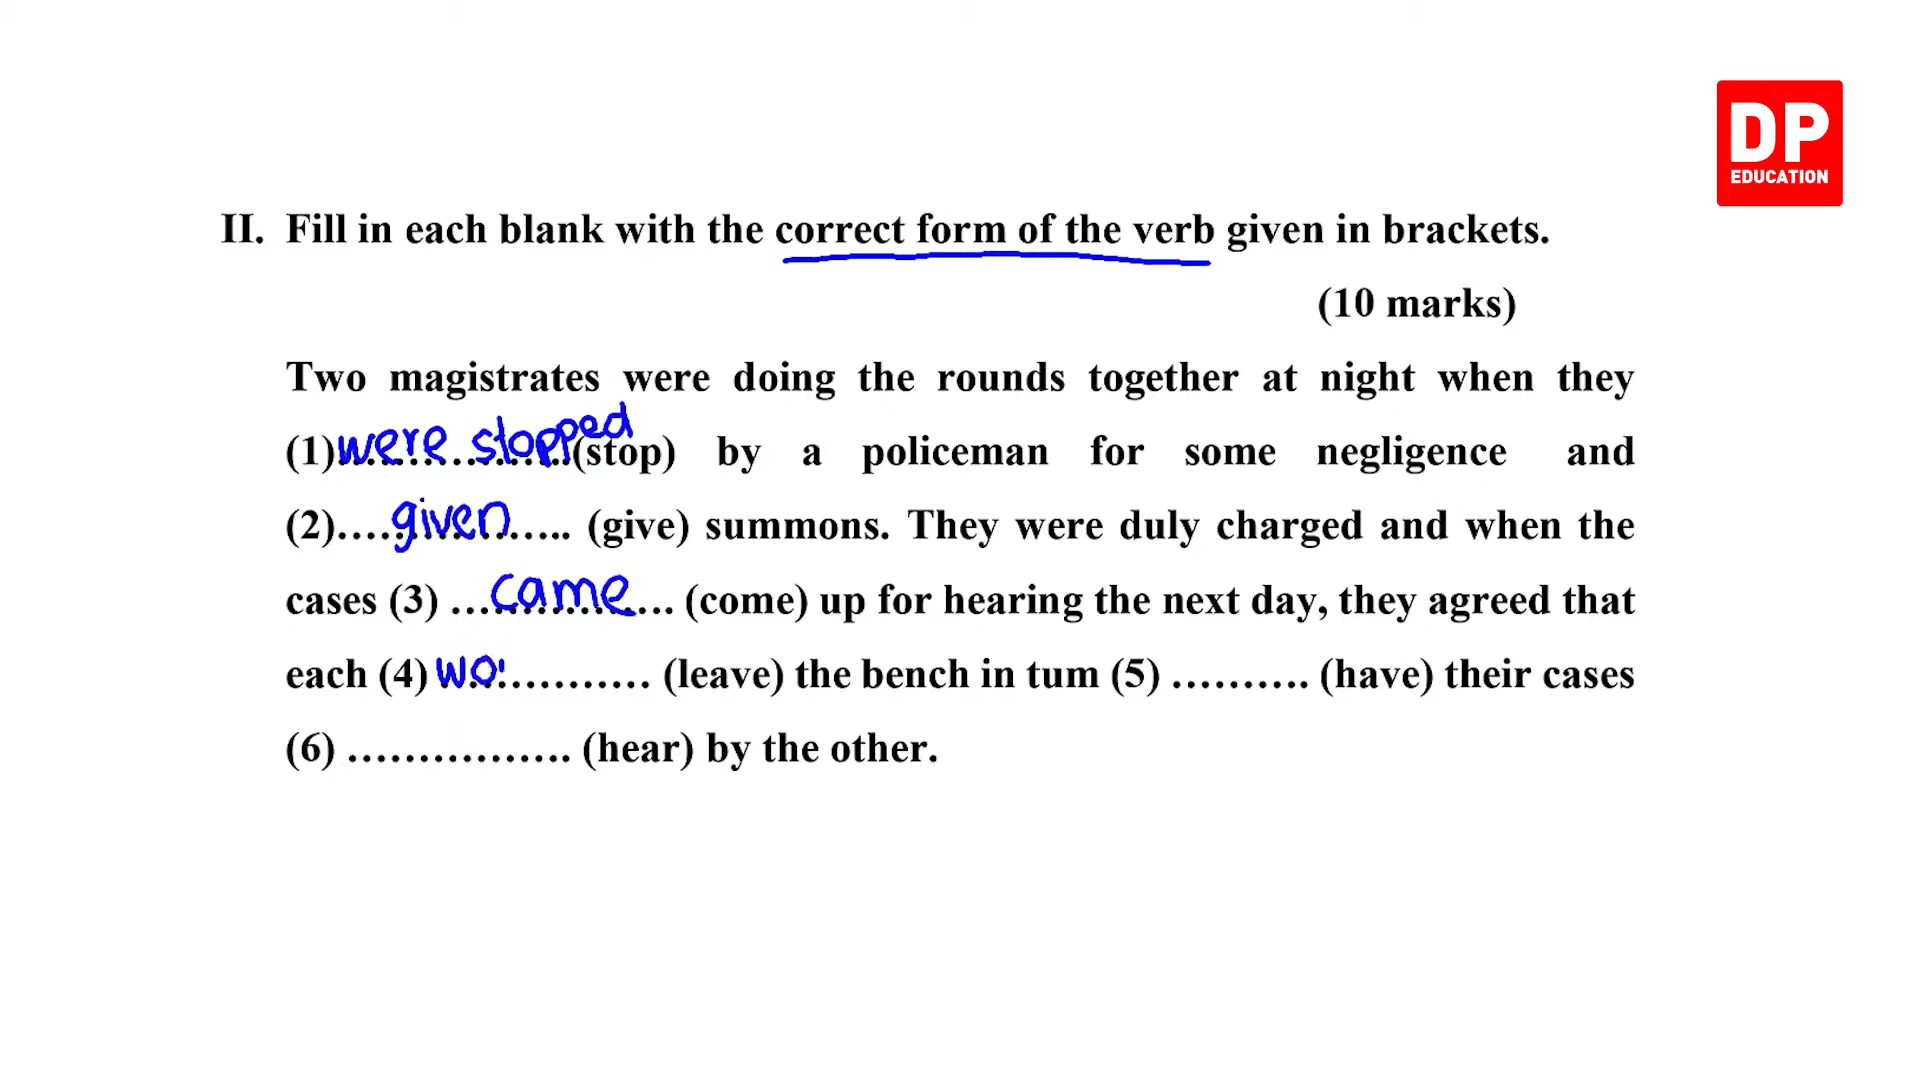 DP
EDUCATION
II. Fill in each blank with the correct form of the verb given in brackets.
(10 marks)
Two magistrates were doing the rounds together at night when they
(1)were stopped(stop) by a policeman for some negligence and
(2)....given..... (give) summons. They were duly charged and when the
cases (3) ...came.... (come) up for hearing the next day, they agreed that
each (4) wo............ (leave) the bench in tum (5) .......... (have) their cases
(6) ................ (hear) by the other.